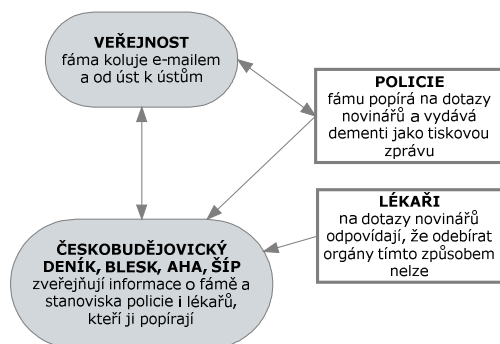 VEŘEJNOST
fáma koluje e-mailem
a od úst k ústům
POLICIE
fámu popírá na dotazy
novinářů a vydává
dementi jako tiskovou
zprávu
LÉKAŘI
na dotazy novinářů
odpovídají, že odebírat
orgány tímto způsobem
nelze
ČESKOBUDĚJOVICKÝ
DENÍK, BLESK, AHA, ŠÍP
zveřejňují informace o fámě a
stanoviska policie i lékařů,
kteří ji popírají